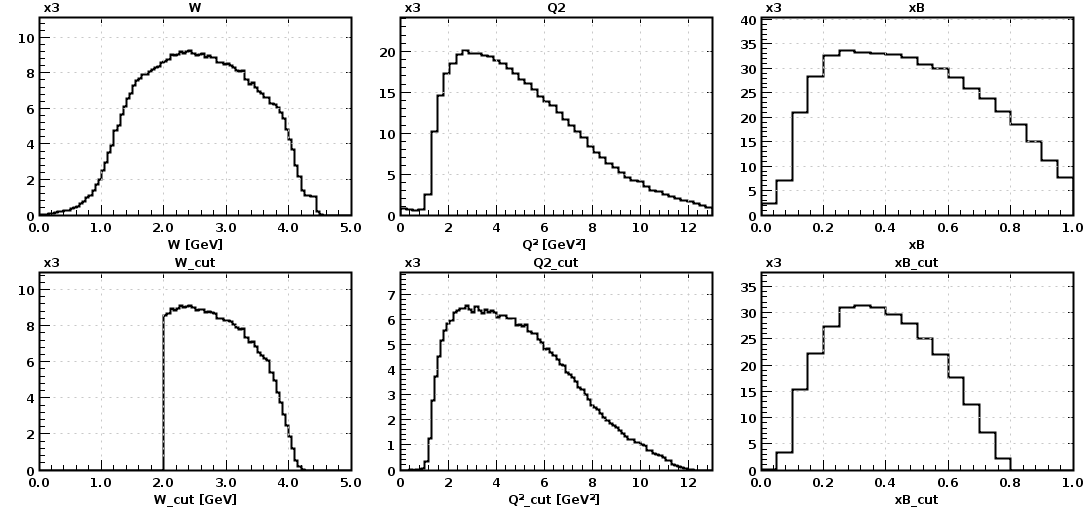 x3 W
10
8
6
4
2
0
0.0 1.0 2.0 3.0 4.0 5.0
W [GeV]
x3 Q2
20
15
10
5
0
0 2 4 6 8 10 12
Q² [GeV²]
x3 xB
40
35
30
25
20
15
10
5
0
0.0 0.2 0.4 0.6 0.8 1.0
xB
x3 W_cut
10
8
6
4
2
0
0.0 1.0 2.0 3.0 4.0 5.0
W_cut [GeV]
x3 Q2_cut
7
6
5
4
3
2
1
0
0 2 4 6 8 10 12
Q²_cut [GeV²]
x3 xB_cut
35
30
25
20
15
10
5
0
0.0 0.2 0.4 0.6 0.8 1.0
xB_cut